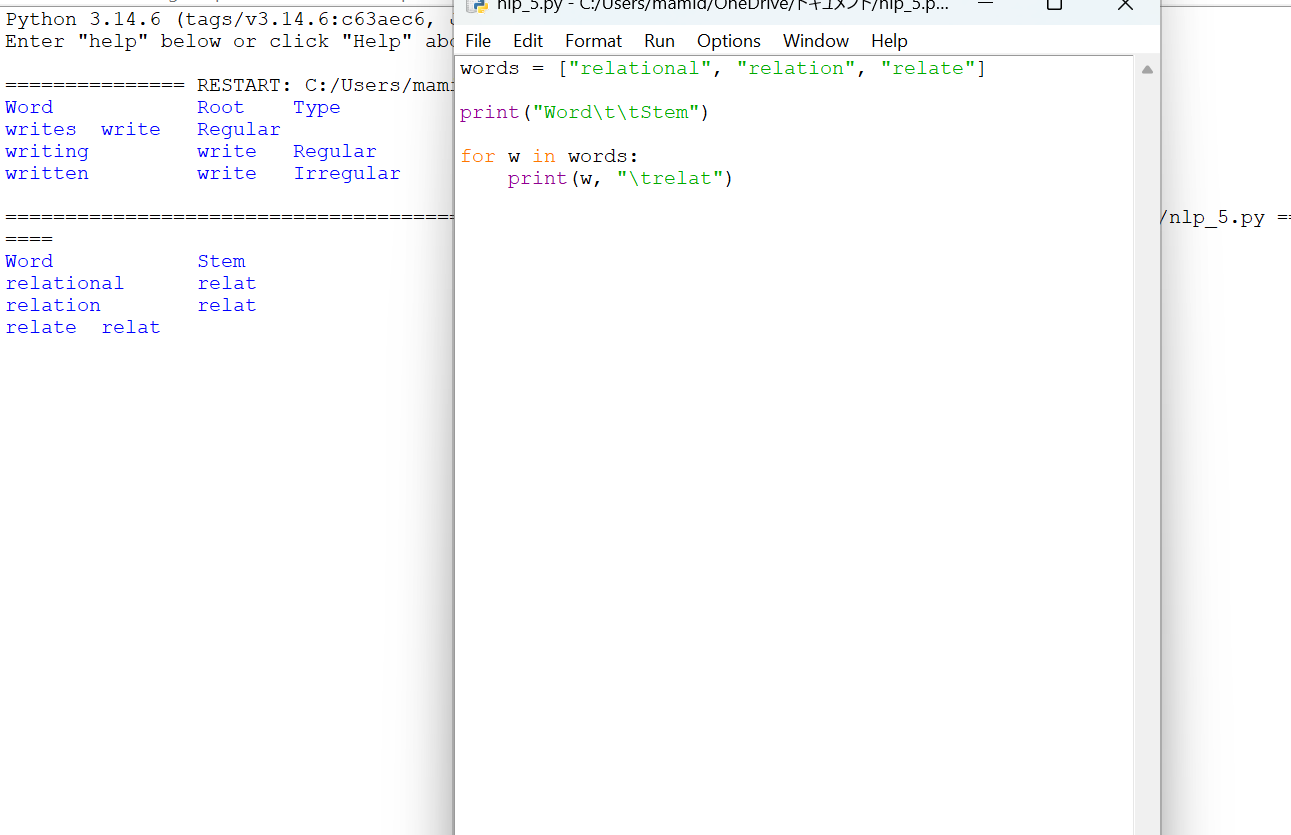 Python 3.14.6 (tags/v3.14.6:c63aec6,
Enter "help" below or click "Help"
=============== RESTART: C:/Users/
Word Root Type
writes write Regular
writing write Regular
written write Irregular
======================================
/nlp_5.py ==
====
Word Stem
relational relat
relation relat
relate relat
nlp_5.py - C:/Users/mamid/OneDrive/ドキュメント/nlp_5.p...
File Edit Format Run Options Window Help
words = ["relational", "relation", "relate"]
print("Word\t\tStem")
for w in words:
    print(w, "\trelat")